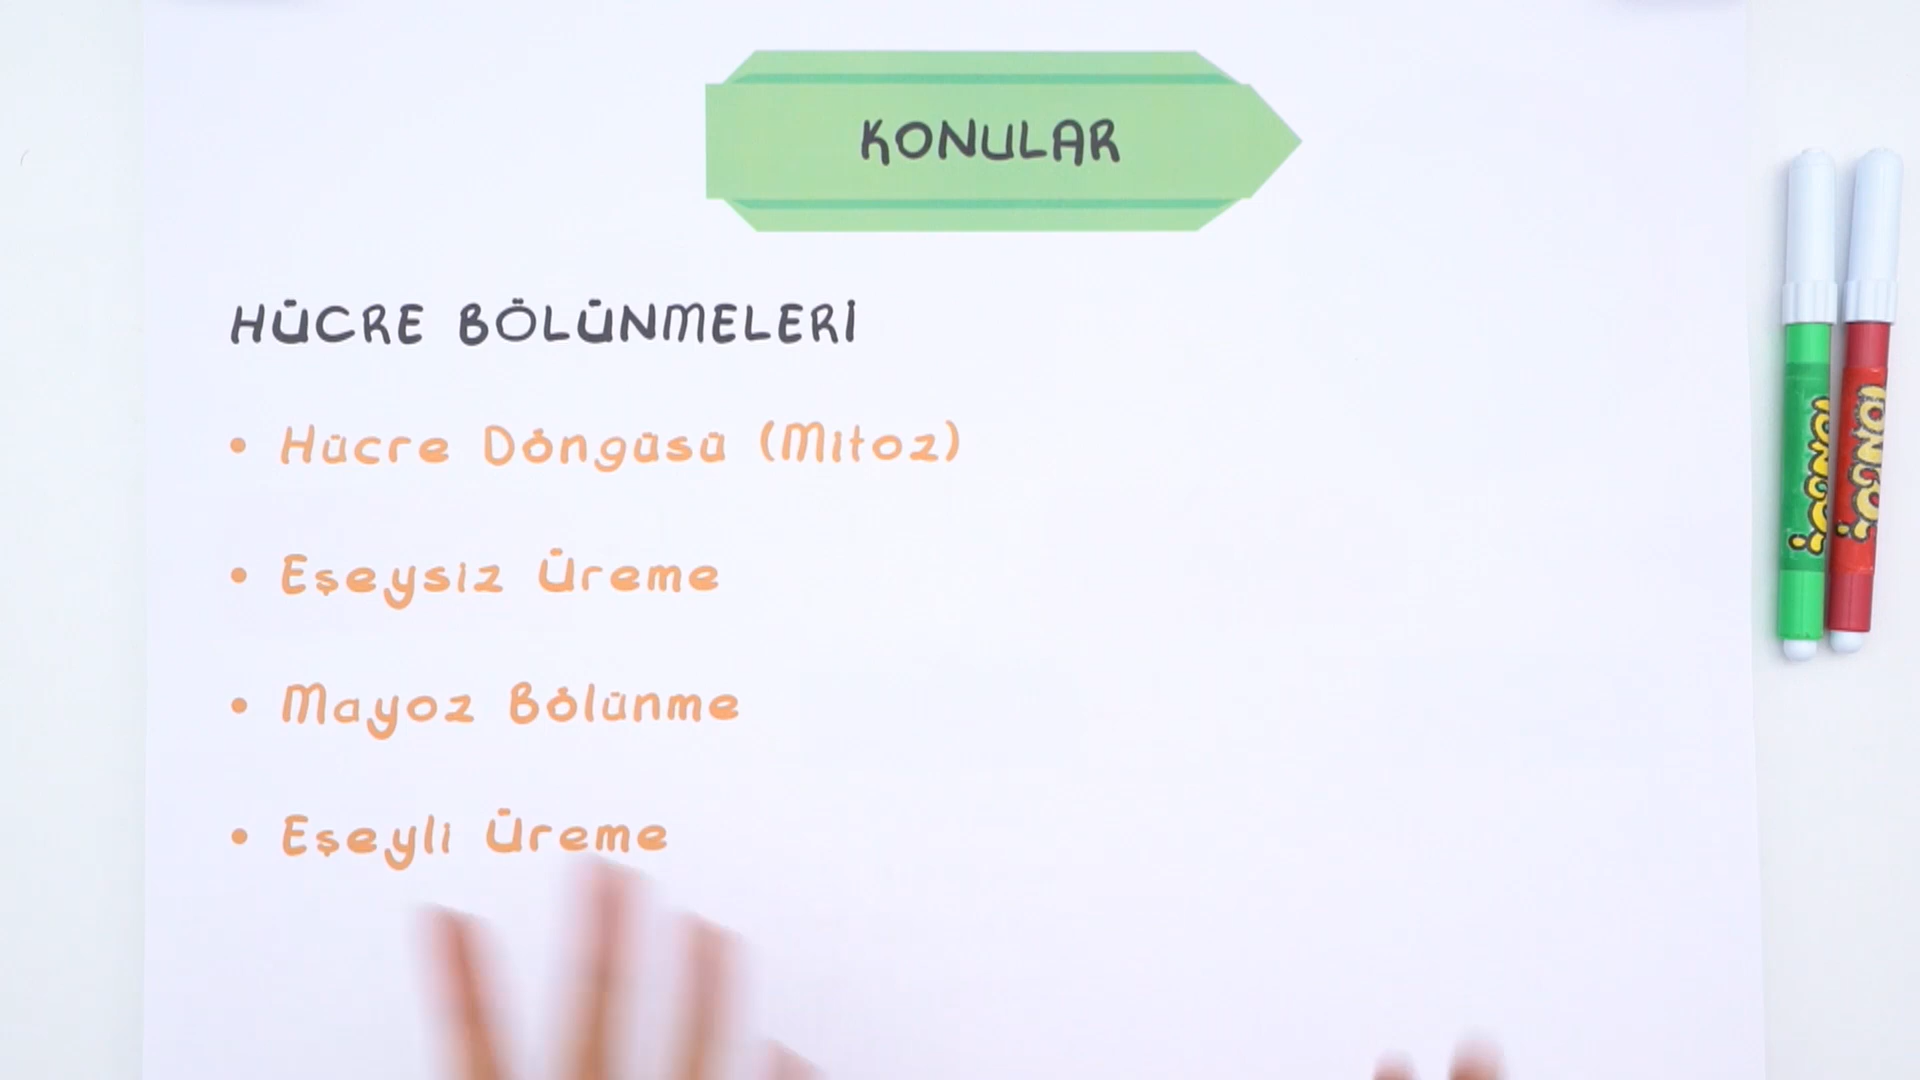 KONULAR
HÜCRE BÖLÜNMELERİ
• Hücre Döngüsü (Mitoz)
• Eşeysiz Üreme
• Mayoz Bölünme
• Eşeyli Üreme